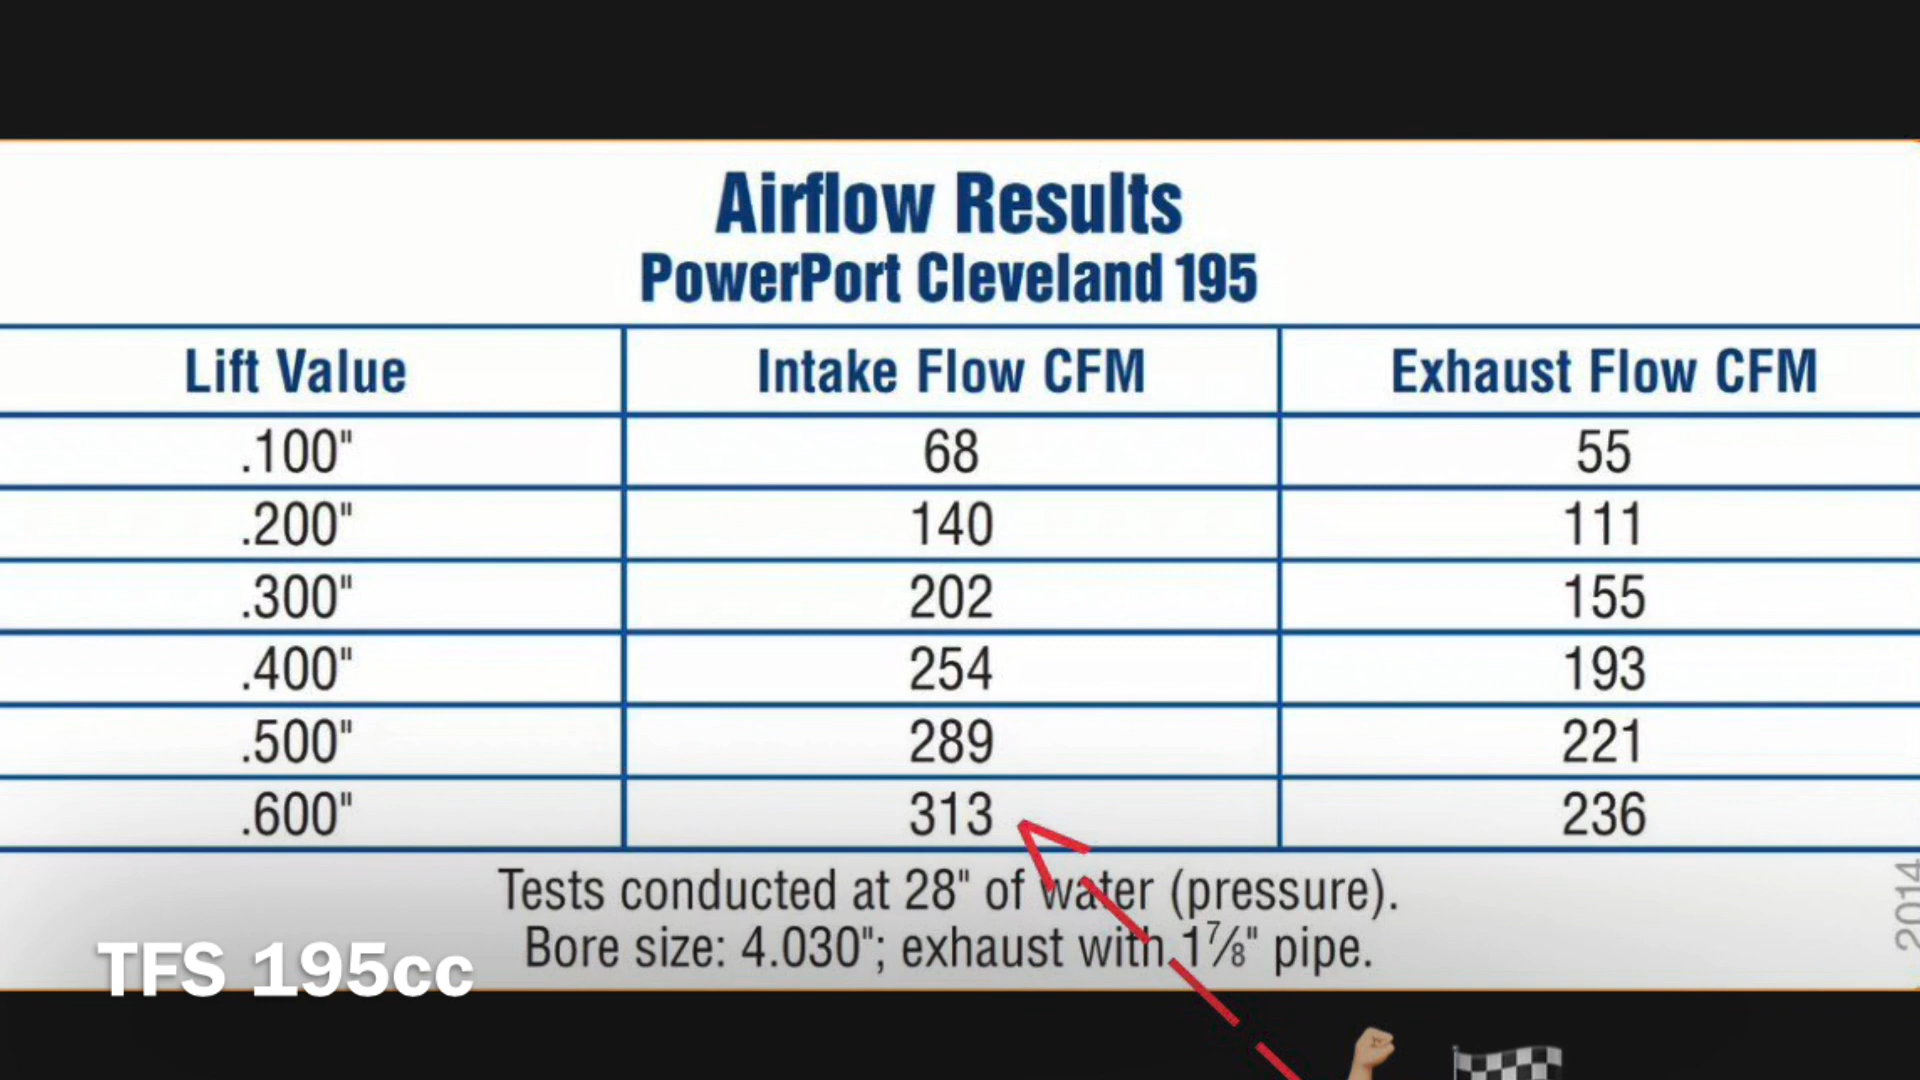 Airflow Results
PowerPort Cleveland 195
Lift Value Intake Flow CFM Exhaust Flow CFM
.100" 68 55
.200" 140 111
.300" 202 155
.400" 254 193
.500" 289 221
.600" 313 236
Tests conducted at 28" of water (pressure).
Bore size: 4.030"; exhaust with 1⅞" pipe.
2014
TFS 195cc